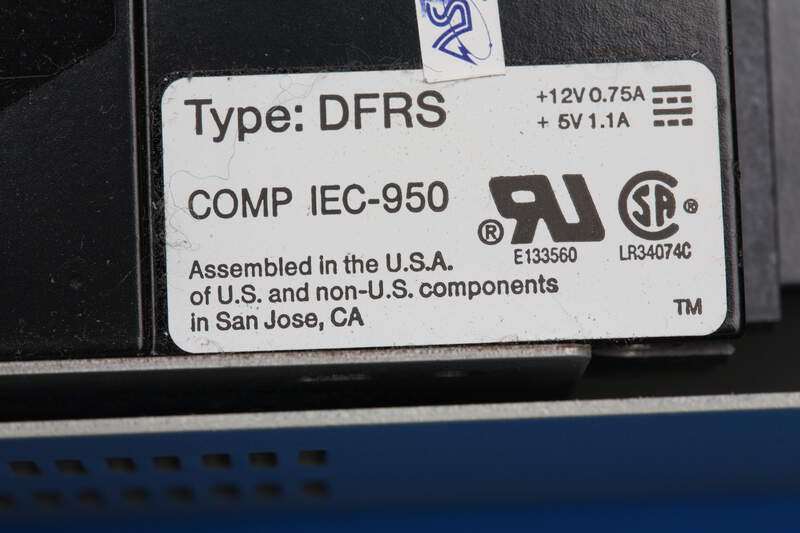 Type: DFRS
+12V 0.75A
+ 5V 1.1A
COMP IEC-950
®
E133560
SA ®
LR34074C
Assembled in the U.S.A.
of U.S. and non-U.S. components
in San Jose, CA
TM